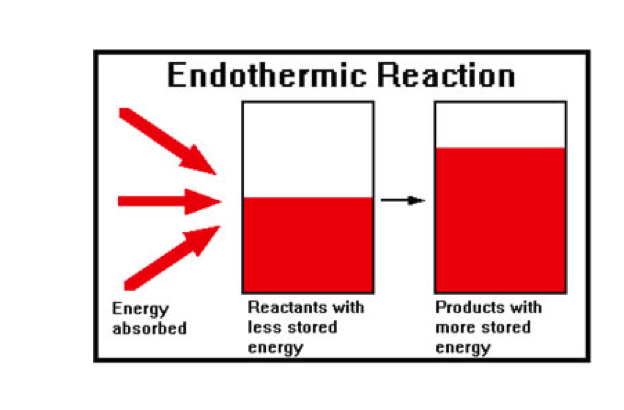 Endothermic Reaction
Energy
absorbed
Reactants with
less stored
energy
Products with
more stored
energy